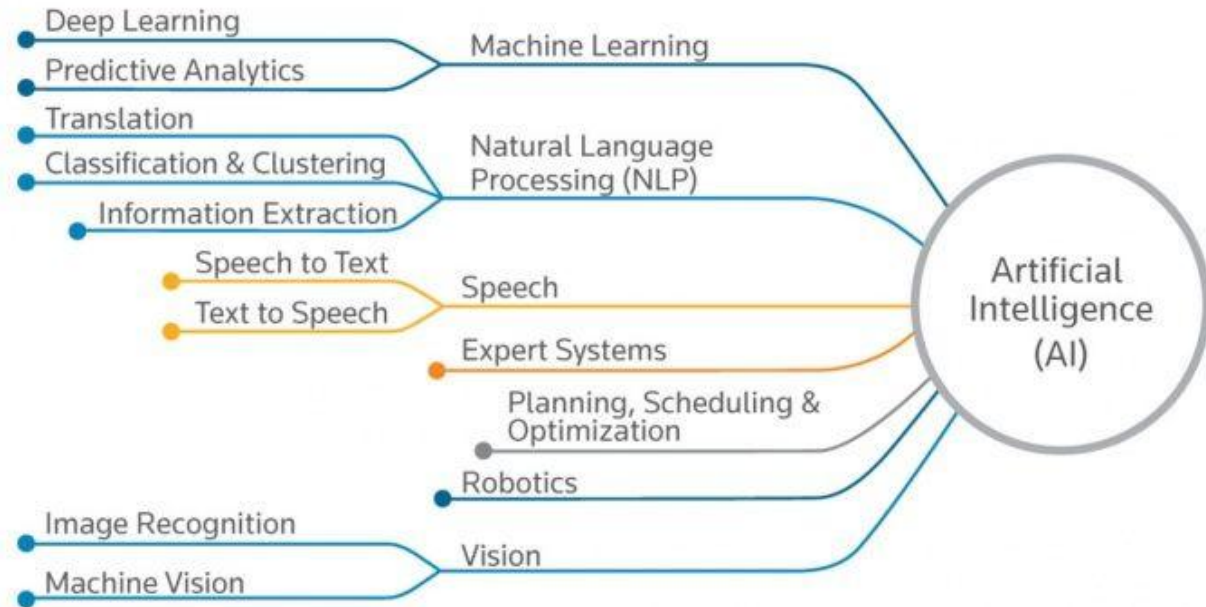 Deep Learning
Machine Learning
Predictive Analytics
Translation
Natural Language
Processing (NLP)
Classification & Clustering
Information Extraction
Speech to Text
Speech
Text to Speech
Expert Systems
Planning, Scheduling &
Optimization
Robotics
Image Recognition
Vision
Machine Vision
Artificial
Intelligence
(AI)